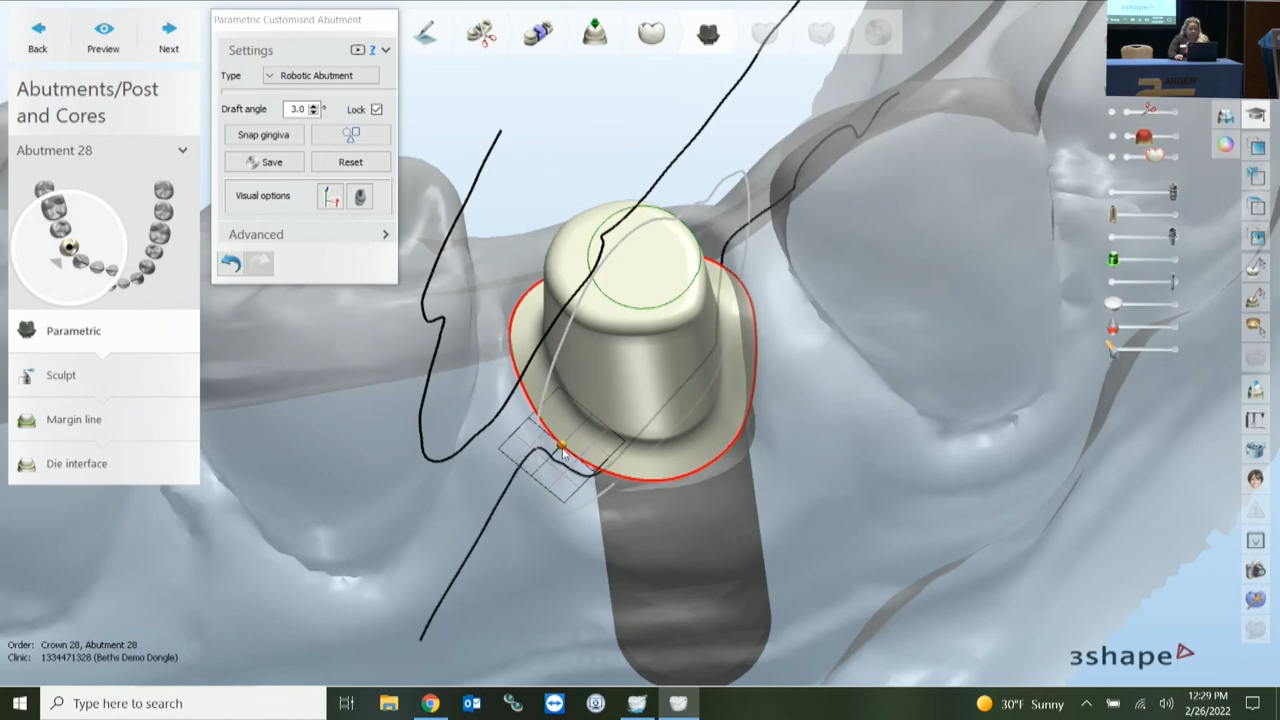 Back
Preview
Next
Abutments/Post
and Cores
Abutment 28
Parametric
Sculpt
Margin line
Die interface
Parametric Customised Abutment
Settings
?
Type
Robotic Abutment
Draft angle
3.0
°
Lock
Snap gingiva
Save
Reset
Visual options
Advanced
3shape
ARGEN
Order: Crown 28, Abutment 28
Clinic: 1334471328 (Beths Demo Dongle)
3shape
Type here to search
30°F Sunny
12:29 PM
2/26/2022